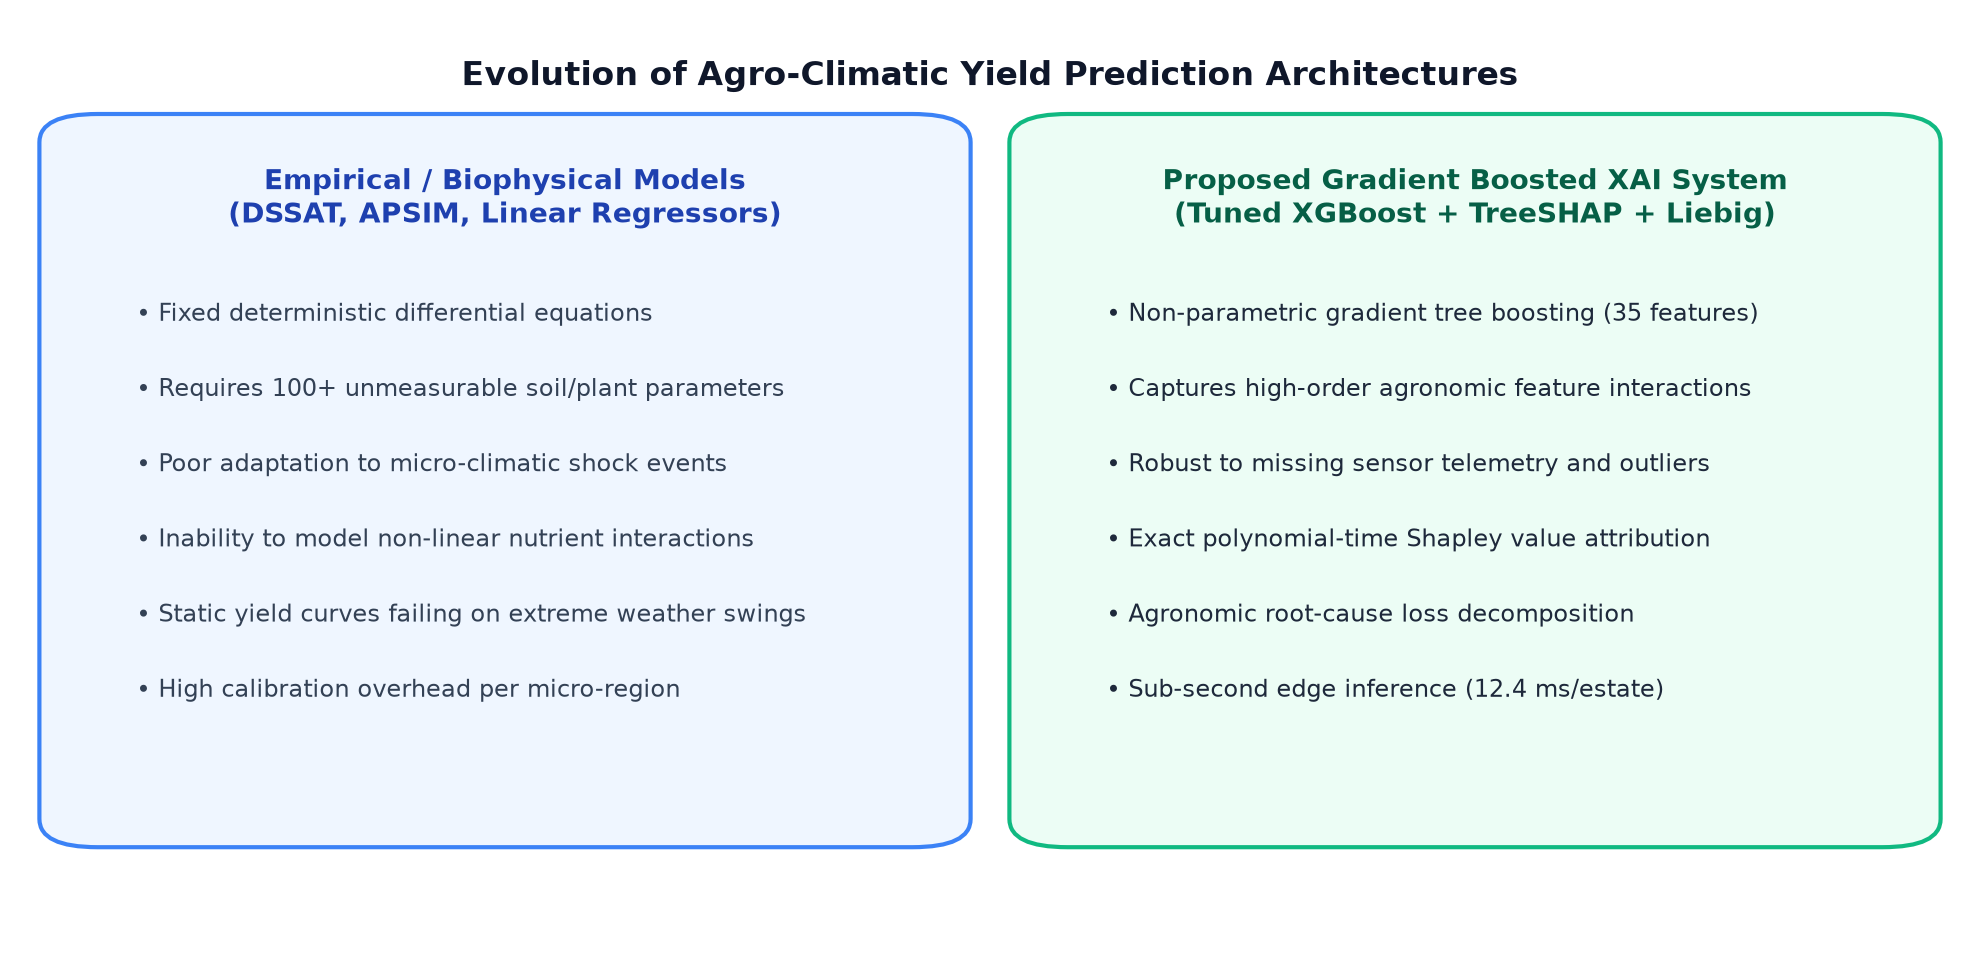 Evolution of Agro-Climatic Yield Prediction Architectures
Empirical / Biophysical Models
(DSSAT, APSIM, Linear Regressors)
• Fixed deterministic differential equations
• Requires 100+ unmeasurable soil/plant parameters
• Poor adaptation to micro-climatic shock events
• Inability to model non-linear nutrient interactions
• Static yield curves failing on extreme weather swings
• High calibration overhead per micro-region
Proposed Gradient Boosted XAI System
(Tuned XGBoost + TreeSHAP + Liebig)
• Non-parametric gradient tree boosting (35 features)
• Captures high-order agronomic feature interactions
• Robust to missing sensor telemetry and outliers
• Exact polynomial-time Shapley value attribution
• Agronomic root-cause loss decomposition
• Sub-second edge inference (12.4 ms/estate)